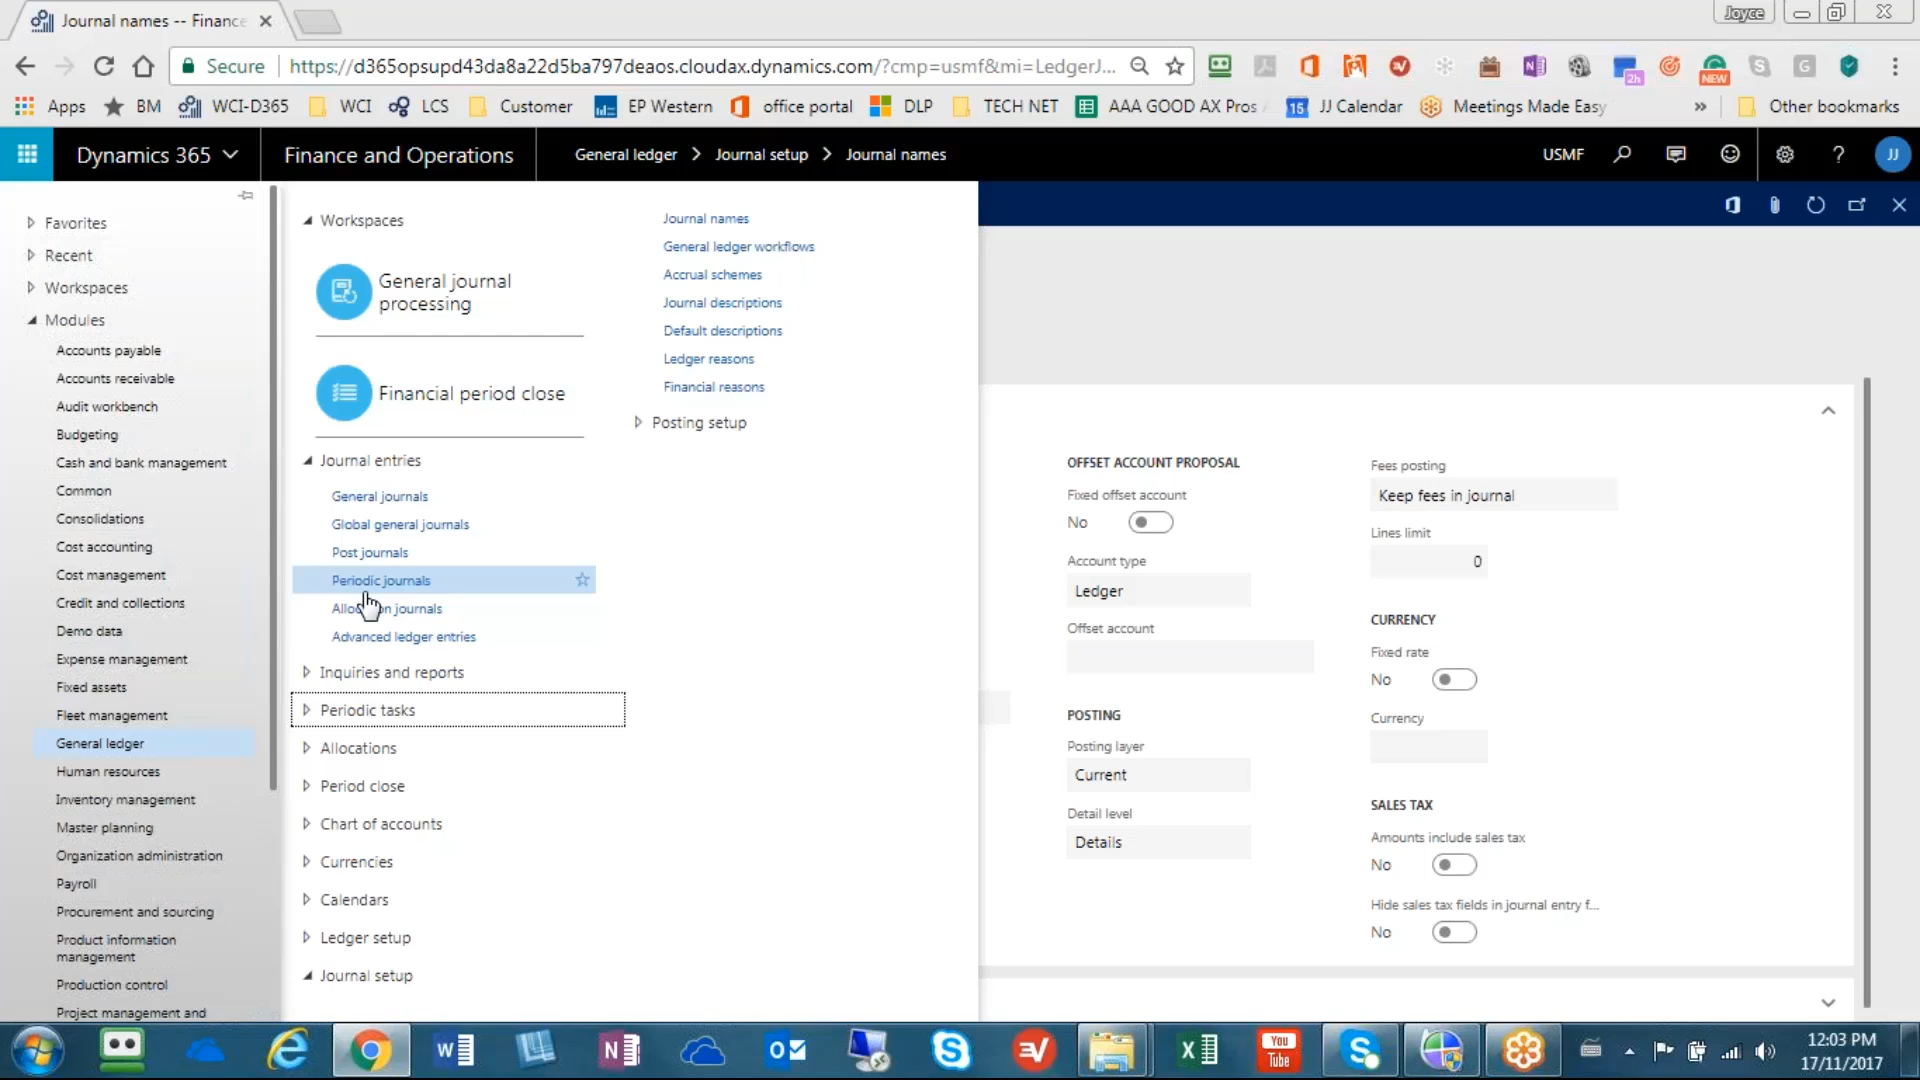 Journal names -- Finance
Joyce
Secure
https://d365opsupd43da8a22d5ba797deaos.cloudax.dynamics.com/?cmp=usmf&mi=LedgerJ...
2h
NEW
Apps
BM
WCI-D365
WCI
LCS
Customer
EP Western
office portal
DLP
TECH NET
AAA GOOD AX Pros
15
JJ Calendar
Meetings Made Easy
»
Other bookmarks
Dynamics 365
Finance and Operations
General ledger > Journal setup > Journal names
USMF
?
JJ
Favorites
Recent
Workspaces
Modules
Accounts payable
Accounts receivable
Audit workbench
Budgeting
Cash and bank management
Common
Consolidations
Cost accounting
Cost management
Credit and collections
Demo data
Expense management
Fixed assets
Fleet management
General ledger
Human resources
Inventory management
Master planning
Organization administration
Payroll
Procurement and sourcing
Product information
management
Production control
Project management and
Workspaces
General journal
processing
Financial period close
Journal entries
General journals
Global general journals
Post journals
Periodic journals
Allocation journals
Advanced ledger entries
Inquiries and reports
Periodic tasks
Allocations
Period close
Chart of accounts
Currencies
Calendars
Ledger setup
Journal setup
Journal names
General ledger workflows
Accrual schemes
Journal descriptions
Default descriptions
Ledger reasons
Financial reasons
Posting setup
OFFSET ACCOUNT PROPOSAL
Fixed offset account
No
Account type
Ledger
Offset account
POSTING
Posting layer
Current
Detail level
Details
Fees posting
Keep fees in journal
Lines limit
0
CURRENCY
Fixed rate
No
Currency
SALES TAX
Amounts include sales tax
No
Hide sales tax fields in journal entry f...
No
You
Tube
12:03 PM
17/11/2017